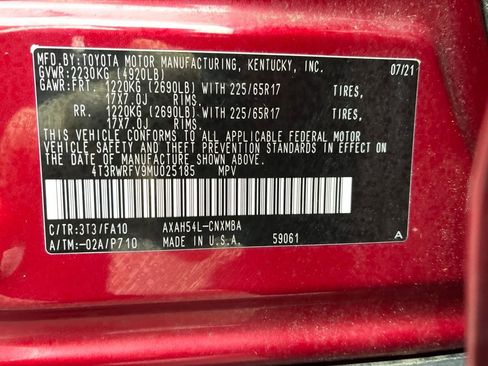 MFD.BY:TOYOTA MOTOR MANUFACTURING, KENTUCKY, INC. 07/21
GVWR:2230KG (4920LB)
GAWR:FRT. 1220KG (2690LB) WITH 225/65R17 TIRES,
17X7.0J RIMS.
RR. 1220KG (2690LB) WITH 225/65R17 TIRES,
17X7.0J RIMS.
THIS VEHICLE CONFORMS TO ALL APPLICABLE FEDERAL MOTOR
VEHICLE SAFETY AND THEFT PREVENTION STANDARDS IN EFFECT
ON THE DATE OF MANUFACTURE SHOWN ABOVE.
4T3RWRFV9MU025185 MPV
C/TR:3T3/FA10 AXAH54L-CNXMBA
A/TM:-02A/P710 MADE IN U.S.A 59061 A